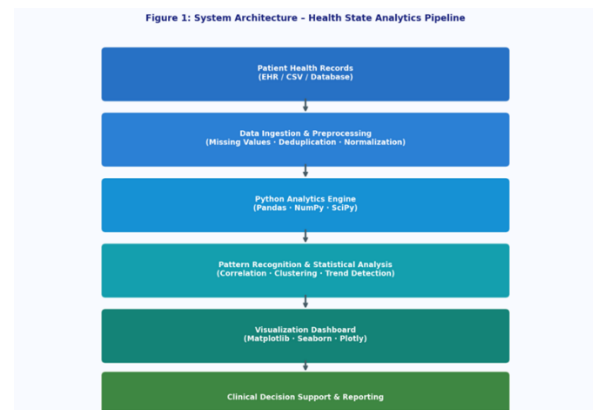 Figure 1: System Architecture – Health State Analytics Pipeline
Patient Health Records
(EHR / CSV / Database)
Data Ingestion & Preprocessing
(Missing Values · Deduplication · Normalization)
Python Analytics Engine
(Pandas · NumPy · SciPy)
Pattern Recognition & Statistical Analysis
(Correlation · Clustering · Trend Detection)
Visualization Dashboard
(Matplotlib · Seaborn · Plotly)
Clinical Decision Support & Reporting